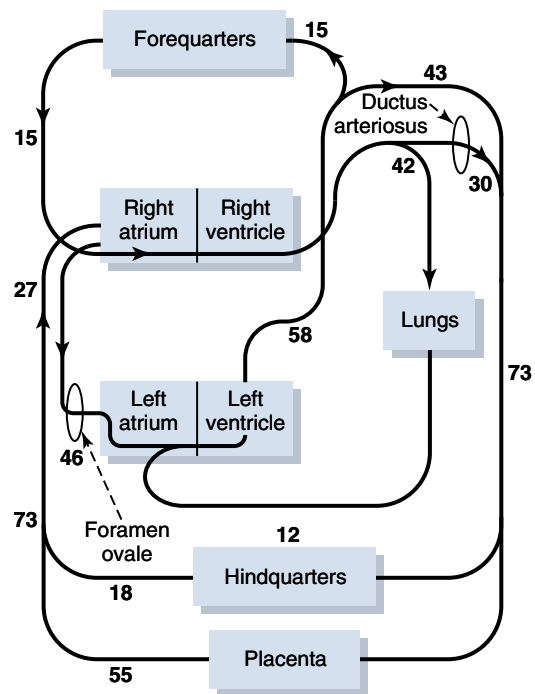 Forequarters
15
43
Ductus
arteriosus
15
42
30
Right
atrium
Right
ventricle
27
Lungs
58
73
Left
atrium
Left
ventricle
46
73
Foramen
ovale
12
Hindquarters
18
Placenta
55